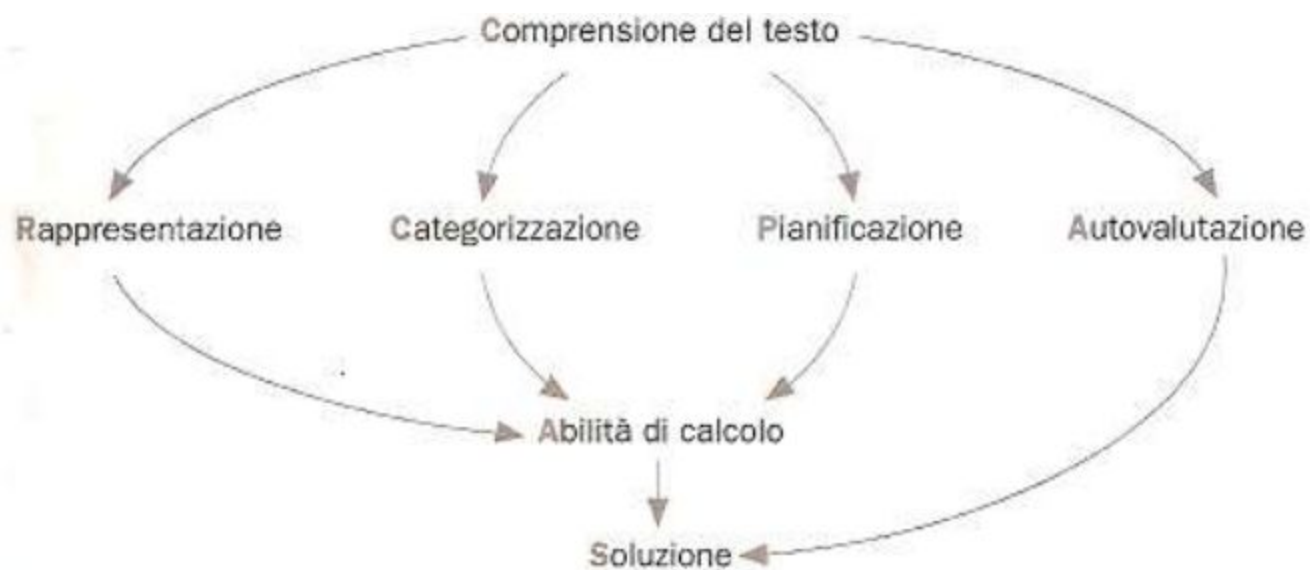 Comprensione del testo
Rappresentazione Categorizzazione Pianificazione Autovalutazione
Abilità di calcolo
Soluzione